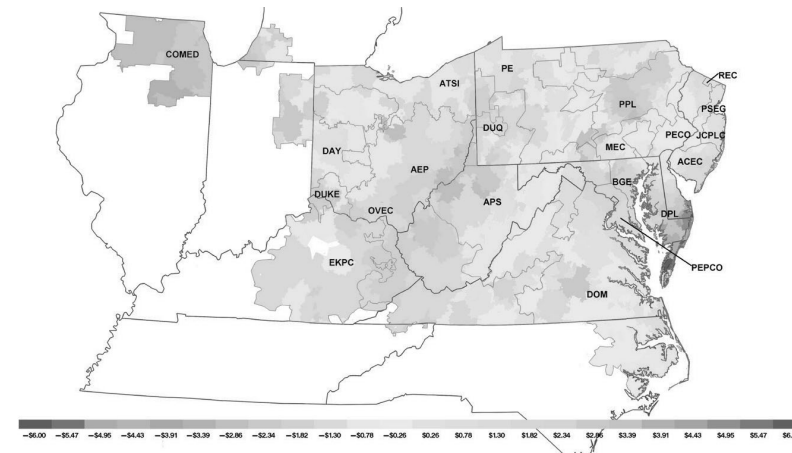 COMED
PE
ATSI
REC
PPL
PSEG
DUQ
PECO
JCPLC
MEC
DAY
ACEC
AEP
BGE
DUKE
APS
OVEC
DPL
EKPC
PEPCO
DOM
–$6.00 –$5.47 –$4.95 –$4.43 –$3.91 –$3.39 –$2.86 –$2.34 –$1.82 –$1.30 –$0.78 –$0.26 $0.26 $0.78 $1.30 $1.82 $2.34 $2.86 $3.39 $3.91 $4.43 $4.95 $5.47 $6.